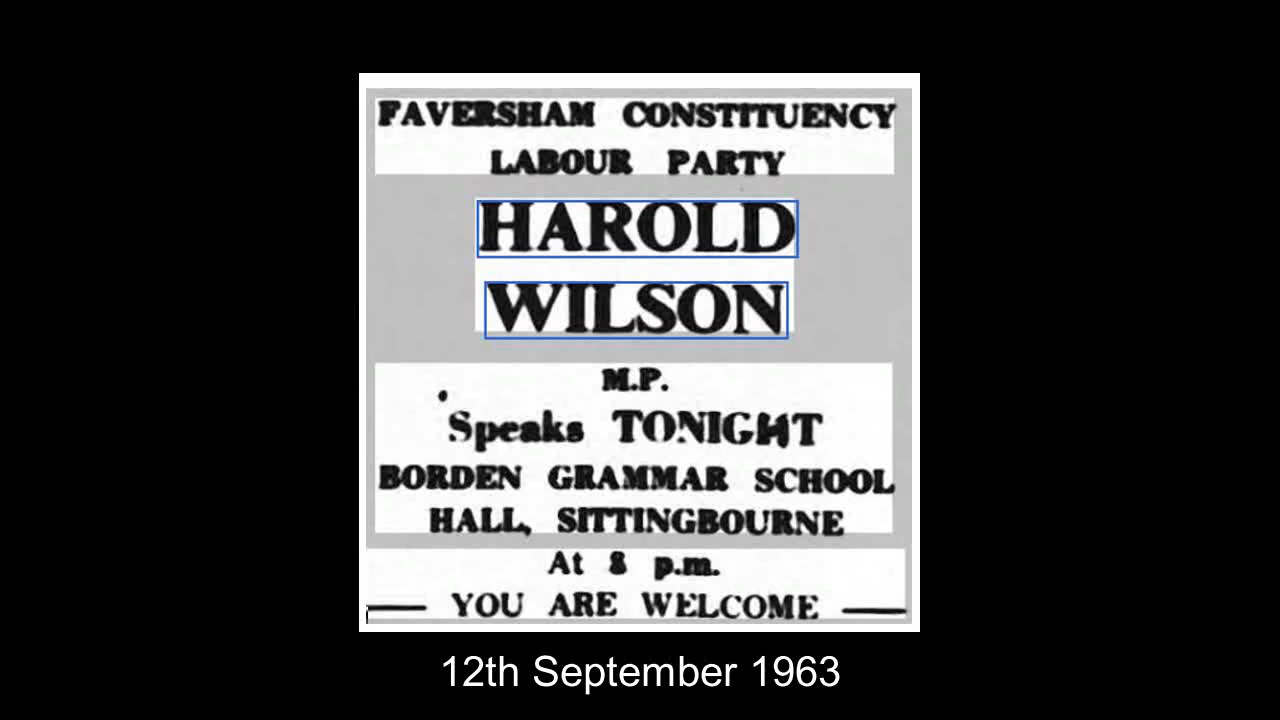 FAVERSHAM CONSTITUENCY
LABOUR PARTY
HAROLD
WILSON
M.P.
Speaks TONIGHT
BORDEN GRAMMAR SCHOOL
HALL, SITTINGBOURNE
At 8 p.m.
YOU ARE WELCOME
12th September 1963